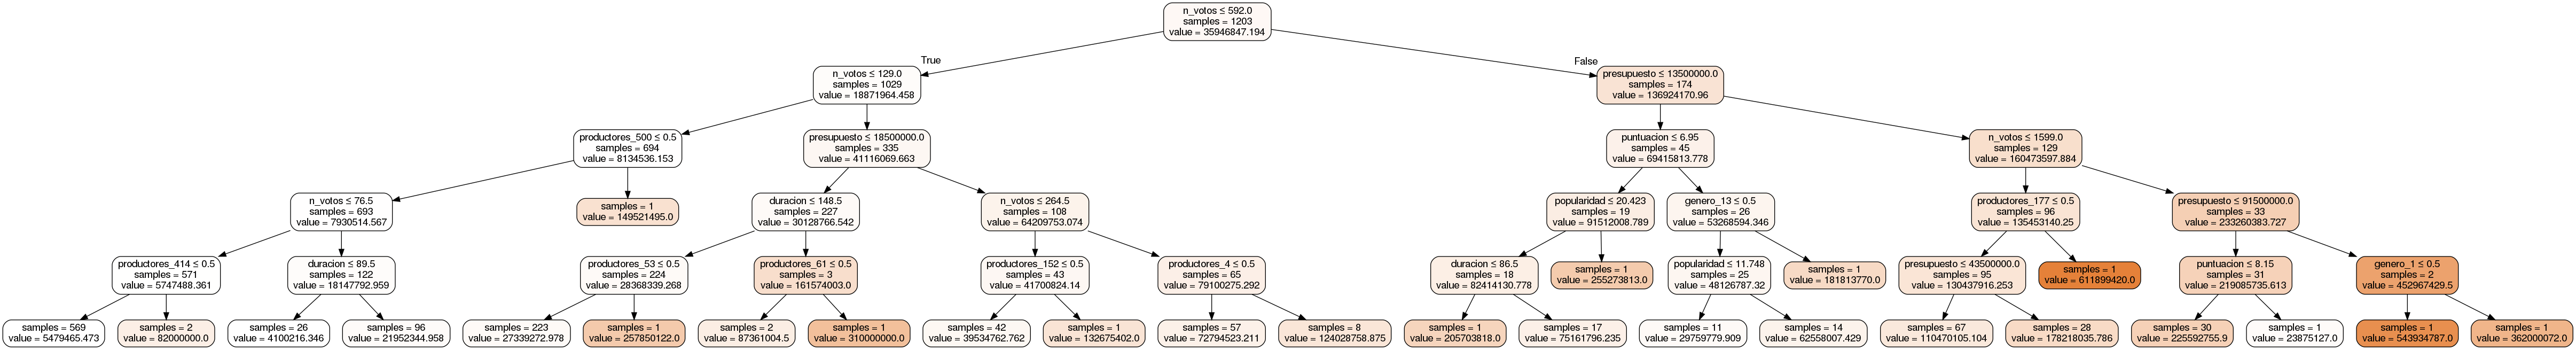 n_votos ≤ 592.0
samples = 1203
value = 35946847.194
True
False
n_votos ≤ 129.0
samples = 1029
value = 18871964.458
presupuesto ≤ 13500000.0
samples = 174
value = 136924170.96
productores_500 ≤ 0.5
samples = 694
value = 8134536.153
presupuesto ≤ 18500000.0
samples = 335
value = 41116069.663
puntuacion ≤ 6.95
samples = 45
value = 69415813.778
n_votos ≤ 1599.0
samples = 129
value = 160473597.884
n_votos ≤ 76.5
samples = 693
value = 7930514.567
samples = 1
value = 149521495.0
duracion ≤ 148.5
samples = 227
value = 30128766.542
n_votos ≤ 264.5
samples = 108
value = 64209753.074
popularidad ≤ 20.423
samples = 19
value = 91512008.789
genero_13 ≤ 0.5
samples = 26
value = 53268594.346
productores_177 ≤ 0.5
samples = 96
value = 135453140.25
presupuesto ≤ 91500000.0
samples = 33
value = 233260383.727
productores_414 ≤ 0.5
samples = 571
value = 5747488.361
duracion ≤ 89.5
samples = 122
value = 18147792.959
productores_53 ≤ 0.5
samples = 224
value = 28368339.268
productores_61 ≤ 0.5
samples = 3
value = 161574003.0
productores_152 ≤ 0.5
samples = 43
value = 41700824.14
productores_4 ≤ 0.5
samples = 65
value = 79100275.292
duracion ≤ 86.5
samples = 18
value = 82414130.778
samples = 1
value = 255273813.0
popularidad ≤ 11.748
samples = 25
value = 48126787.32
samples = 1
value = 181813770.0
presupuesto ≤ 43500000.0
samples = 95
value = 130437916.253
samples = 1
value = 611899420.0
puntuacion ≤ 8.15
samples = 31
value = 219085735.613
genero_1 ≤ 0.5
samples = 2
value = 452967429.5
samples = 569
value = 5479465.473
samples = 2
value = 82000000.0
samples = 26
value = 4100216.346
samples = 96
value = 21952344.958
samples = 223
value = 27339272.978
samples = 1
value = 257850122.0
samples = 2
value = 87361004.5
samples = 1
value = 310000000.0
samples = 42
value = 39534762.762
samples = 1
value = 132675402.0
samples = 57
value = 72794523.211
samples = 8
value = 124028758.875
samples = 1
value = 205703818.0
samples = 17
value = 75161796.235
samples = 11
value = 29759779.909
samples = 14
value = 62558007.429
samples = 67
value = 110470105.104
samples = 28
value = 178218035.786
samples = 30
value = 225592755.9
samples = 1
value = 23875127.0
samples = 1
value = 543934787.0
samples = 1
value = 362000072.0